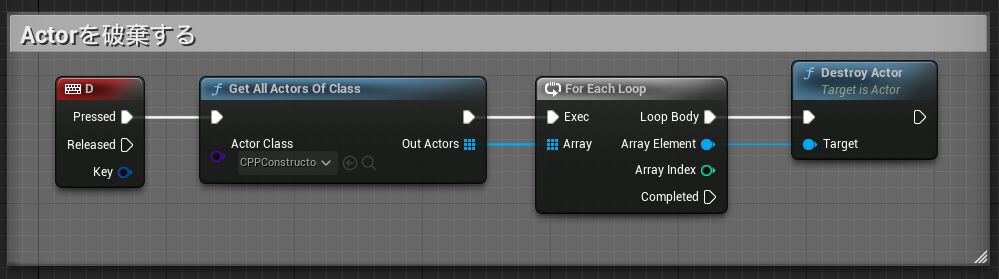 Actorを破棄する
D
Pressed
Released
Key
Get All Actors Of Class
Actor Class
CPPConstructo
Out Actors
For Each Loop
Exec
Loop Body
Array
Array Element
Array Index
Completed
Destroy Actor
Target is Actor
Target